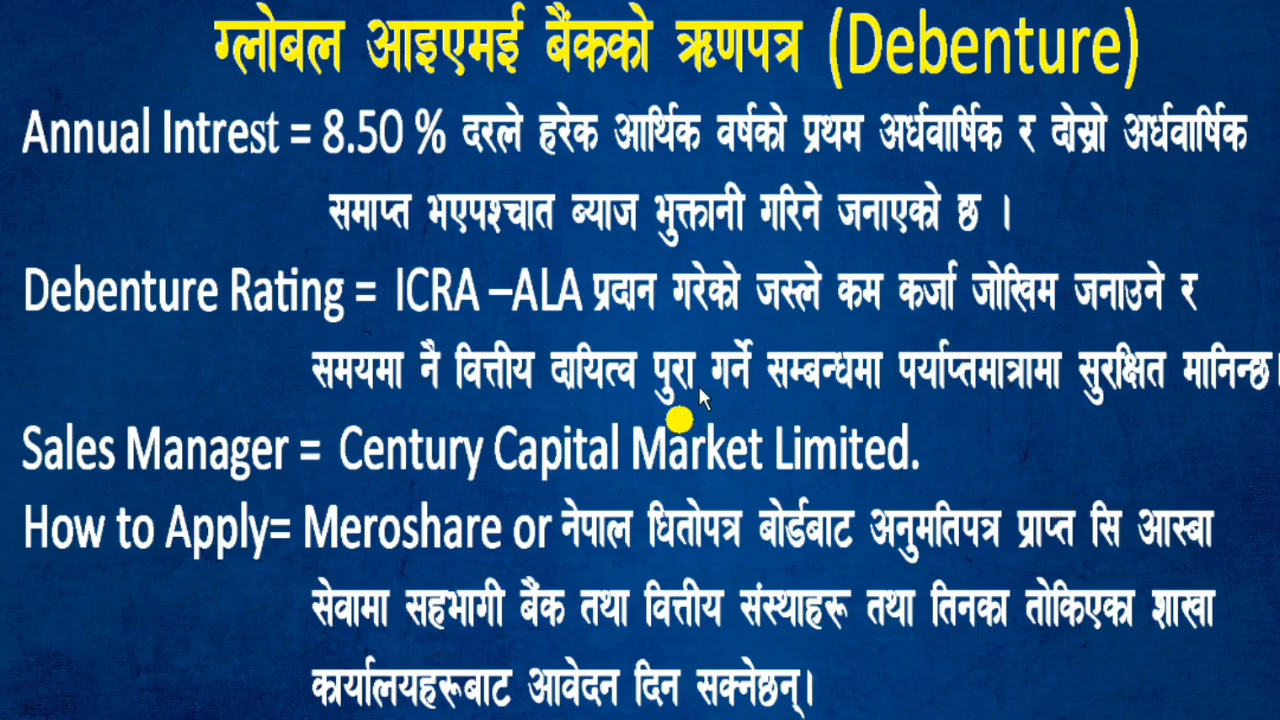 ग्लोबल आइएमई बैंकको ऋणपत्र (Debenture)
Annual Intrest = 8.50 % दरले हरेक आर्थिक वर्षको प्रथम अर्धवार्षिक र दोस्रो अर्धवार्षिक
समाप्त भएपश्चात ब्याज भुक्तानी गरिने जनाएको छ ।
Debenture Rating = ICRA –ALA प्रदान गरेको जस्ले कम कर्जा जोखिम जनाउने र
समयमा नै वित्तीय दायित्व पुरा गर्ने सम्बन्धमा पर्याप्तमात्रामा सुरक्षित मानिन्छ।
Sales Manager = Century Capital Market Limited.
How to Apply= Meroshare or नेपाल धितोपत्र बोर्डबाट अनुमतिपत्र प्राप्त सि आस्बा
सेवामा सहभागी बैंक तथा वित्तीय संस्थाहरू तथा तिनका तोकिएका शाखा
कार्यालयहरूबाट आवेदन दिन सक्नेछन्।